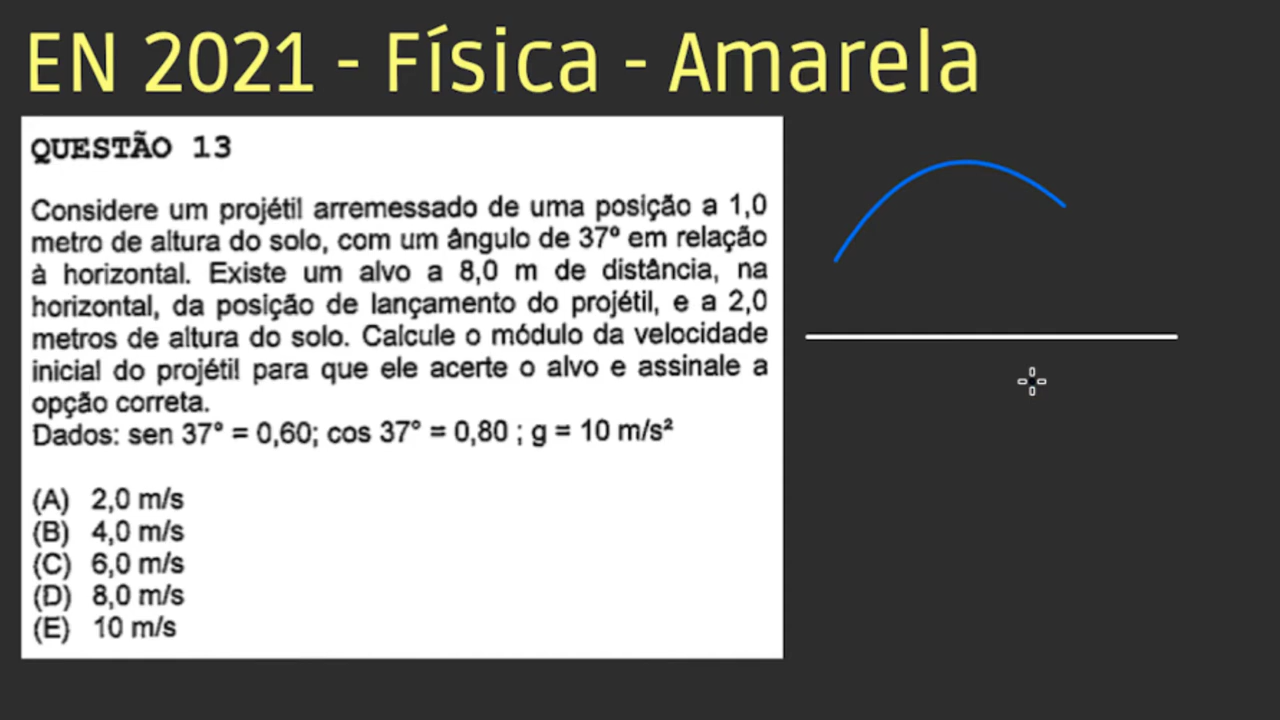 EN 2021 - Física - Amarela
QUESTÃO 13
Considere um projétil arremessado de uma posição a 1,0
metro de altura do solo, com um ângulo de 37º em relação
à horizontal. Existe um alvo a 8,0 m de distância, na
horizontal, da posição de lançamento do projétil, e a 2,0
metros de altura do solo. Calcule o módulo da velocidade
inicial do projétil para que ele acerte o alvo e assinale a
opção correta.
Dados: sen 37° = 0,60; cos 37° = 0,80 ; g = 10 m/s²
(A) 2,0 m/s
(B) 4,0 m/s
(C) 6,0 m/s
(D) 8,0 m/s
(E) 10 m/s